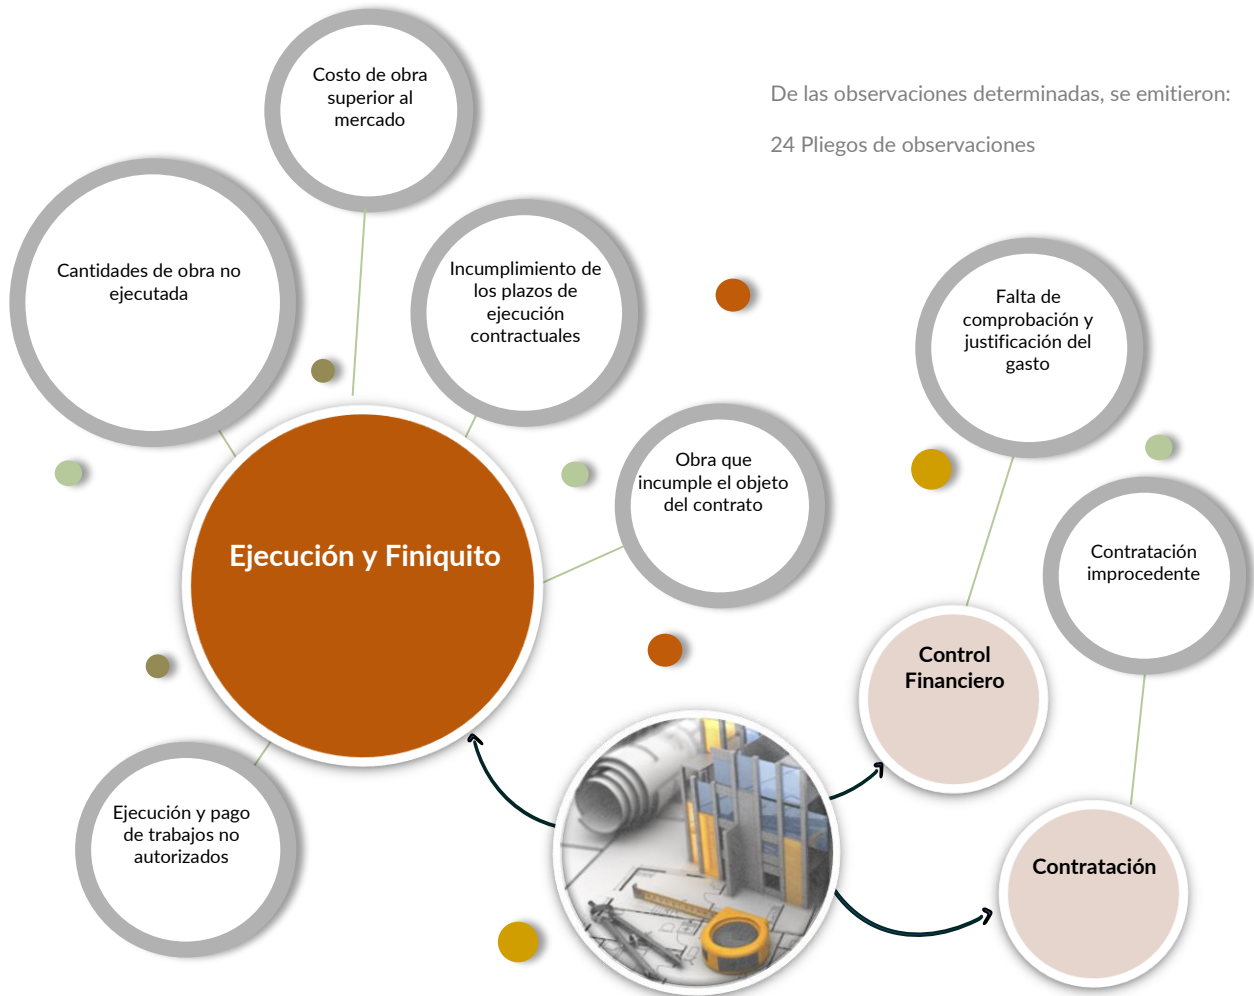 Costo de obra
superior al
mercado
De las observaciones determinadas, se emitieron:
24 Pliegos de observaciones
Cantidades de obra no
ejecutada
Incumplimiento de
los plazos de
ejecución
contractuales
Falta de
comprobación y
justificación del
gasto
Obra que
incumple el objeto
del contrato
Contratación
improcedente
Ejecución y Finiquito
Control
Financiero
Ejecución y pago
de trabajos no
autorizados
Contratación